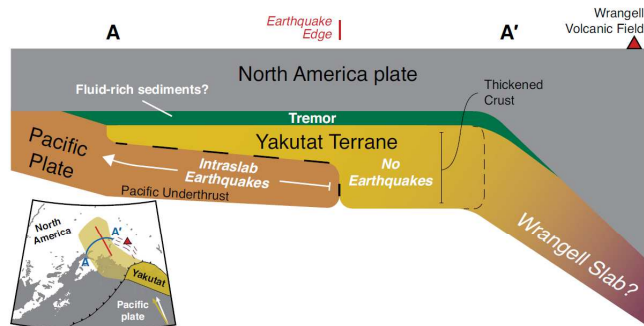 Earthquake
Edge
Wrangell
Volcanic Field
A
A′
North America plate
Fluid-rich sediments?
Thickened
Crust
Tremor
Yakutat Terrane
Pacific
Plate
Intraslab
Earthquakes
No
Earthquakes
Pacific Underthrust
Wrangell Slab?
North
America
A′
A
Yakutat
Pacific
plate